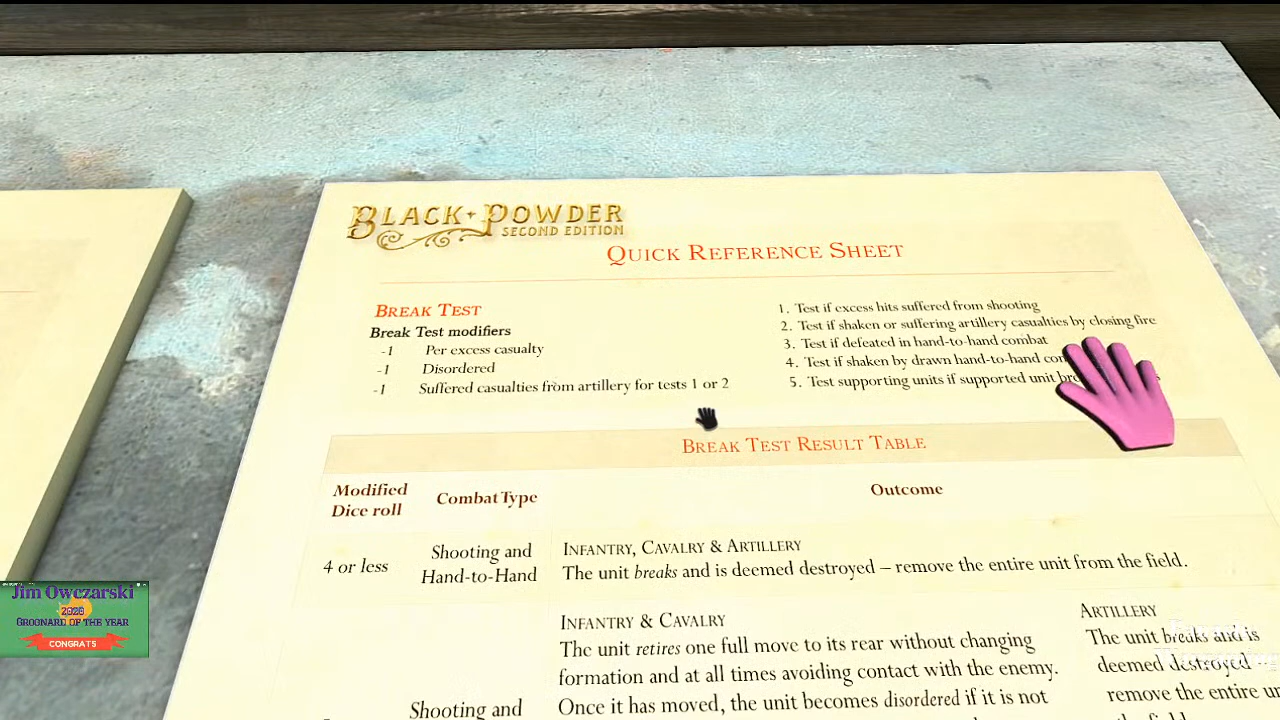 BLACK POWDER
SECOND EDITION
QUICK REFERENCE SHEET
BREAK TEST
Break Test modifiers
-1 Per excess casualty
-1 Disordered
-1 Suffered casualties from artillery for tests 1 or 2
1. Test if excess hits suffered from shooting
2. Test if shaken or suffering artillery casualties by closing fire
3. Test if defeated in hand-to-hand combat
4. Test if shaken by drawn hand-to-hand
5. Test supporting units if supported unit
BREAK TEST RESULT TABLE
Modified
Dice roll
Combat Type
Outcome
4 or less
Shooting and
Hand-to-Hand
INFANTRY, CAVALRY & ARTILLERY
The unit breaks and is deemed destroyed – remove the entire unit from the field.
Shooting and
INFANTRY & CAVALRY
The unit retires one full move to its rear without changing
formation and at all times avoiding contact with the enemy.
Once it has moved, the unit becomes disordered if it is not
ARTILLERY
The unit breaks and is
deemed destroyed
remove the entire
Jim Owczarski
2023
GROGNARD OF THE YEAR
CONGRATS